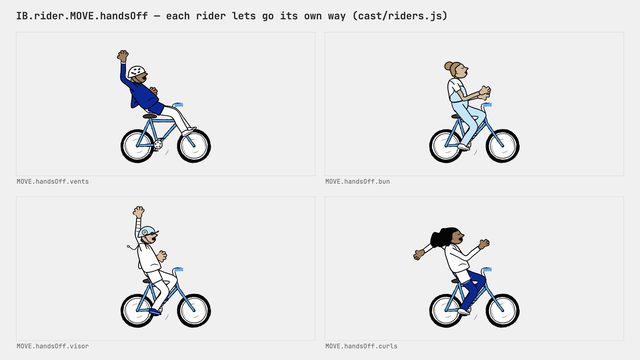 IB.rider.MOVE.handsOff — each rider lets go its own way (cast/riders.js)
MOVE.handsOff.vents
MOVE.handsOff.bun
MOVE.handsOff.visor
MOVE.handsOff.curls